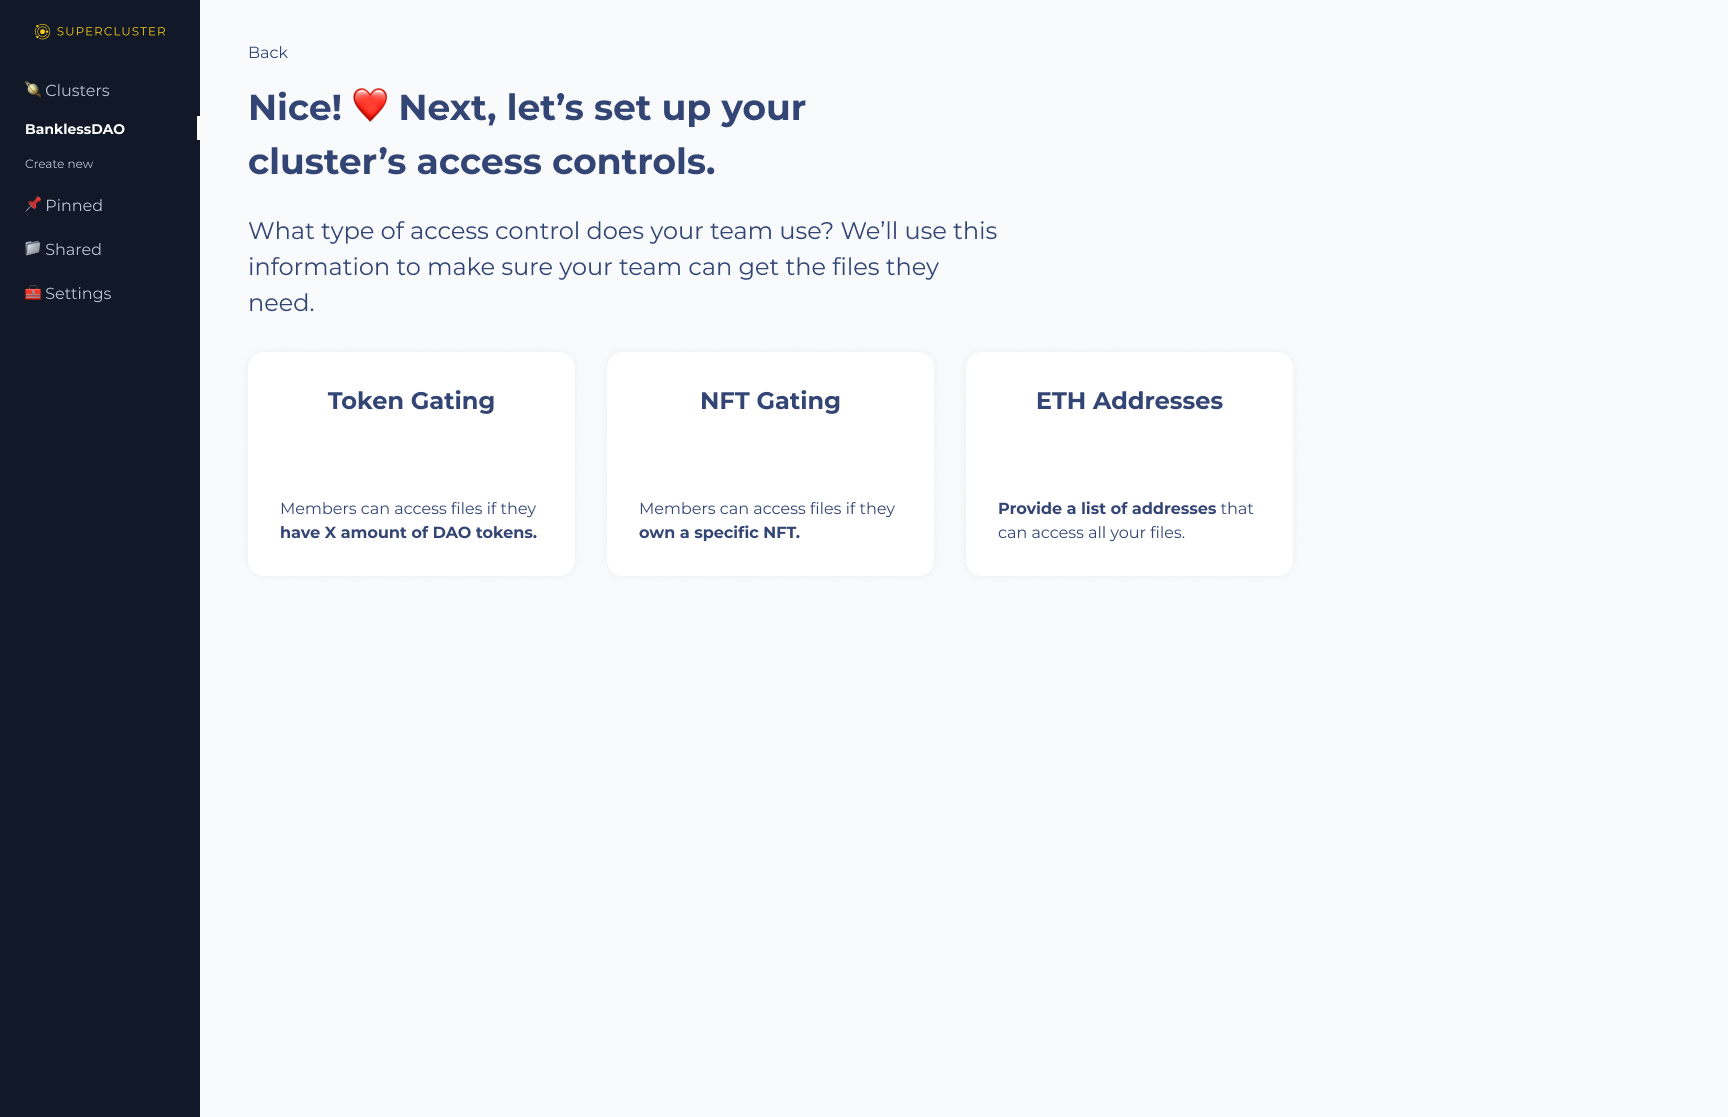 SUPERCLUSTER
Clusters
BanklessDAO
Create new
Pinned
Shared
Settings
Back
Nice! ❤️ Next, let’s set up your
cluster’s access controls.
What type of access control does your team use? We’ll use this
information to make sure your team can get the files they
need.
Token Gating
Members can access files if they
have X amount of DAO tokens.
NFT Gating
Members can access files if they
own a specific NFT.
ETH Addresses
Provide a list of addresses that
can access all your files.